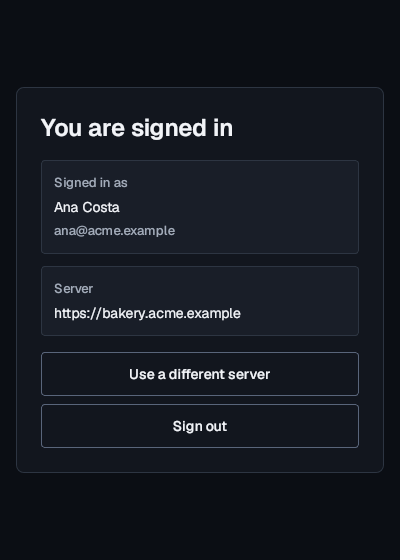 You are signed in
Signed in as
Ana Costa
ana@acme.example
Server
https://bakery.acme.example
Use a different server
Sign out